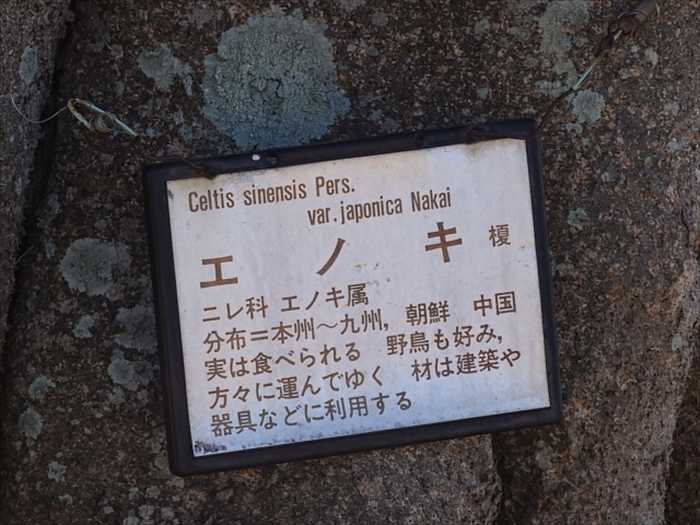 Celtis sinensis Pers.
var. japonica Nakai
エノキ 榎
ニレ科 エノキ属
分布=本州～九州, 朝鮮 中国
実は食べられる 野鳥も好み,
方々に運んでゆく 材は建築や
器具などに利用する